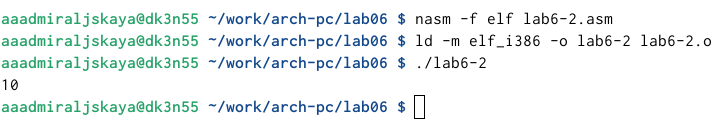 aaadmiraljskaya@dk3n55 ~/work/arch-pc/lab06 $ nasm -f elf lab6-2.asm
aaadmiraljskaya@dk3n55 ~/work/arch-pc/lab06 $ ld -m elf_i386 -o lab6-2 lab6-2.o
aaadmiraljskaya@dk3n55 ~/work/arch-pc/lab06 $ ./lab6-2
10
aaadmiraljskaya@dk3n55 ~/work/arch-pc/lab06 $